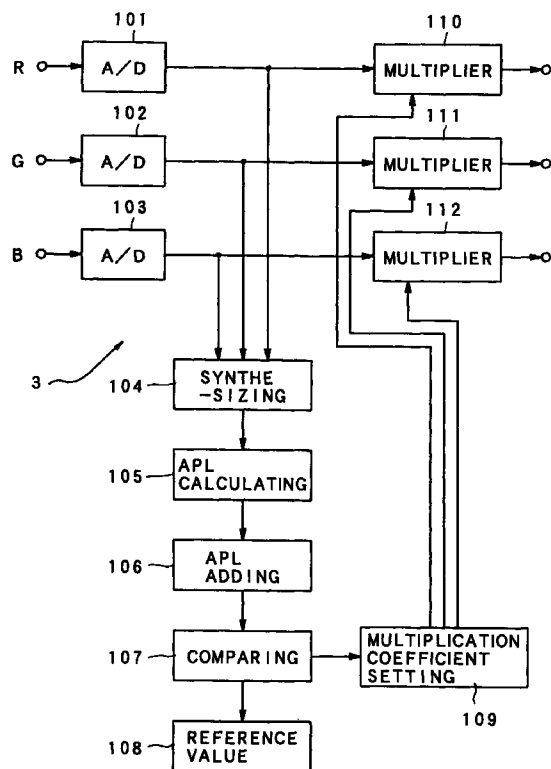 101
110
R
A/D
MULTIPLIER
102
111
G
A/D
MULTIPLIER
103
112
B
A/D
MULTIPLIER
3
104
SYNTHE
-SIZING
105
APL
CALCULATING
106
APL
ADDING
107
COMPARING
MULTIPLICATION
COEFFICIENT
SETTING
109
108
REFERENCE
VALUE